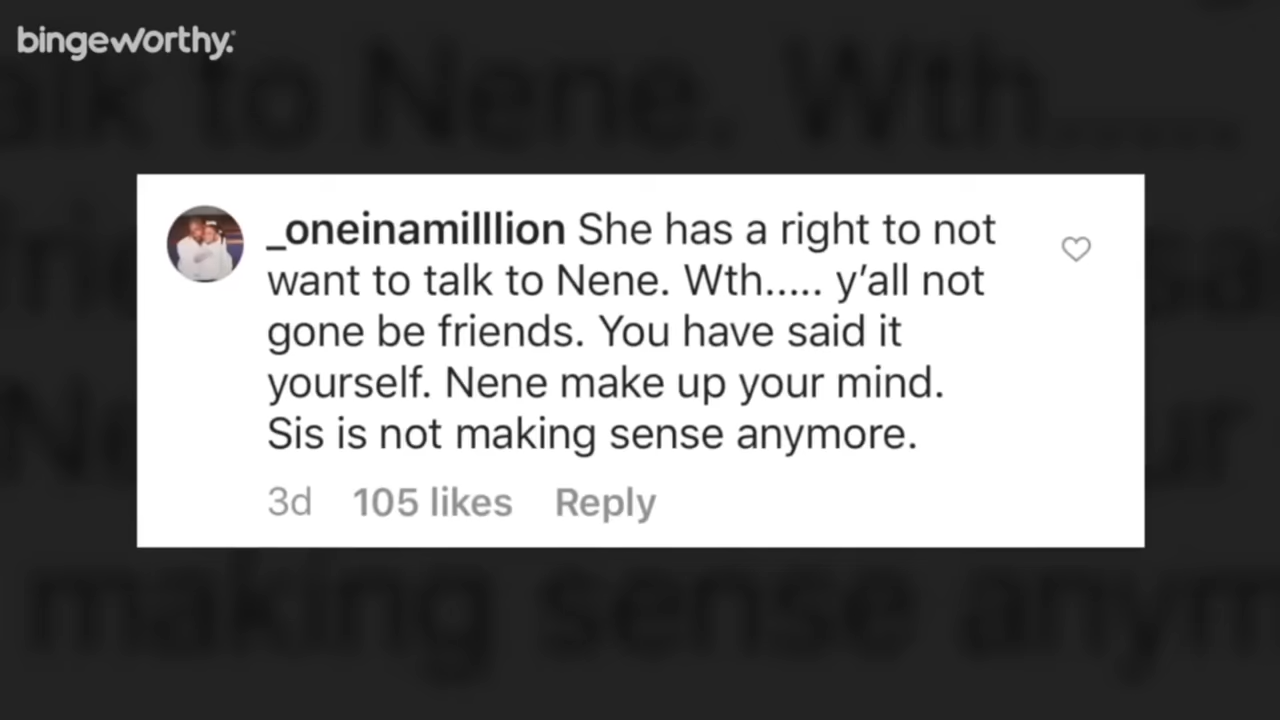 bingeworthy.
_oneinamilllion She has a right to not
want to talk to Nene. Wth..... y’all not
gone be friends. You have said it
yourself. Nene make up your mind.
Sis is not making sense anymore.
3d 105 likes Reply